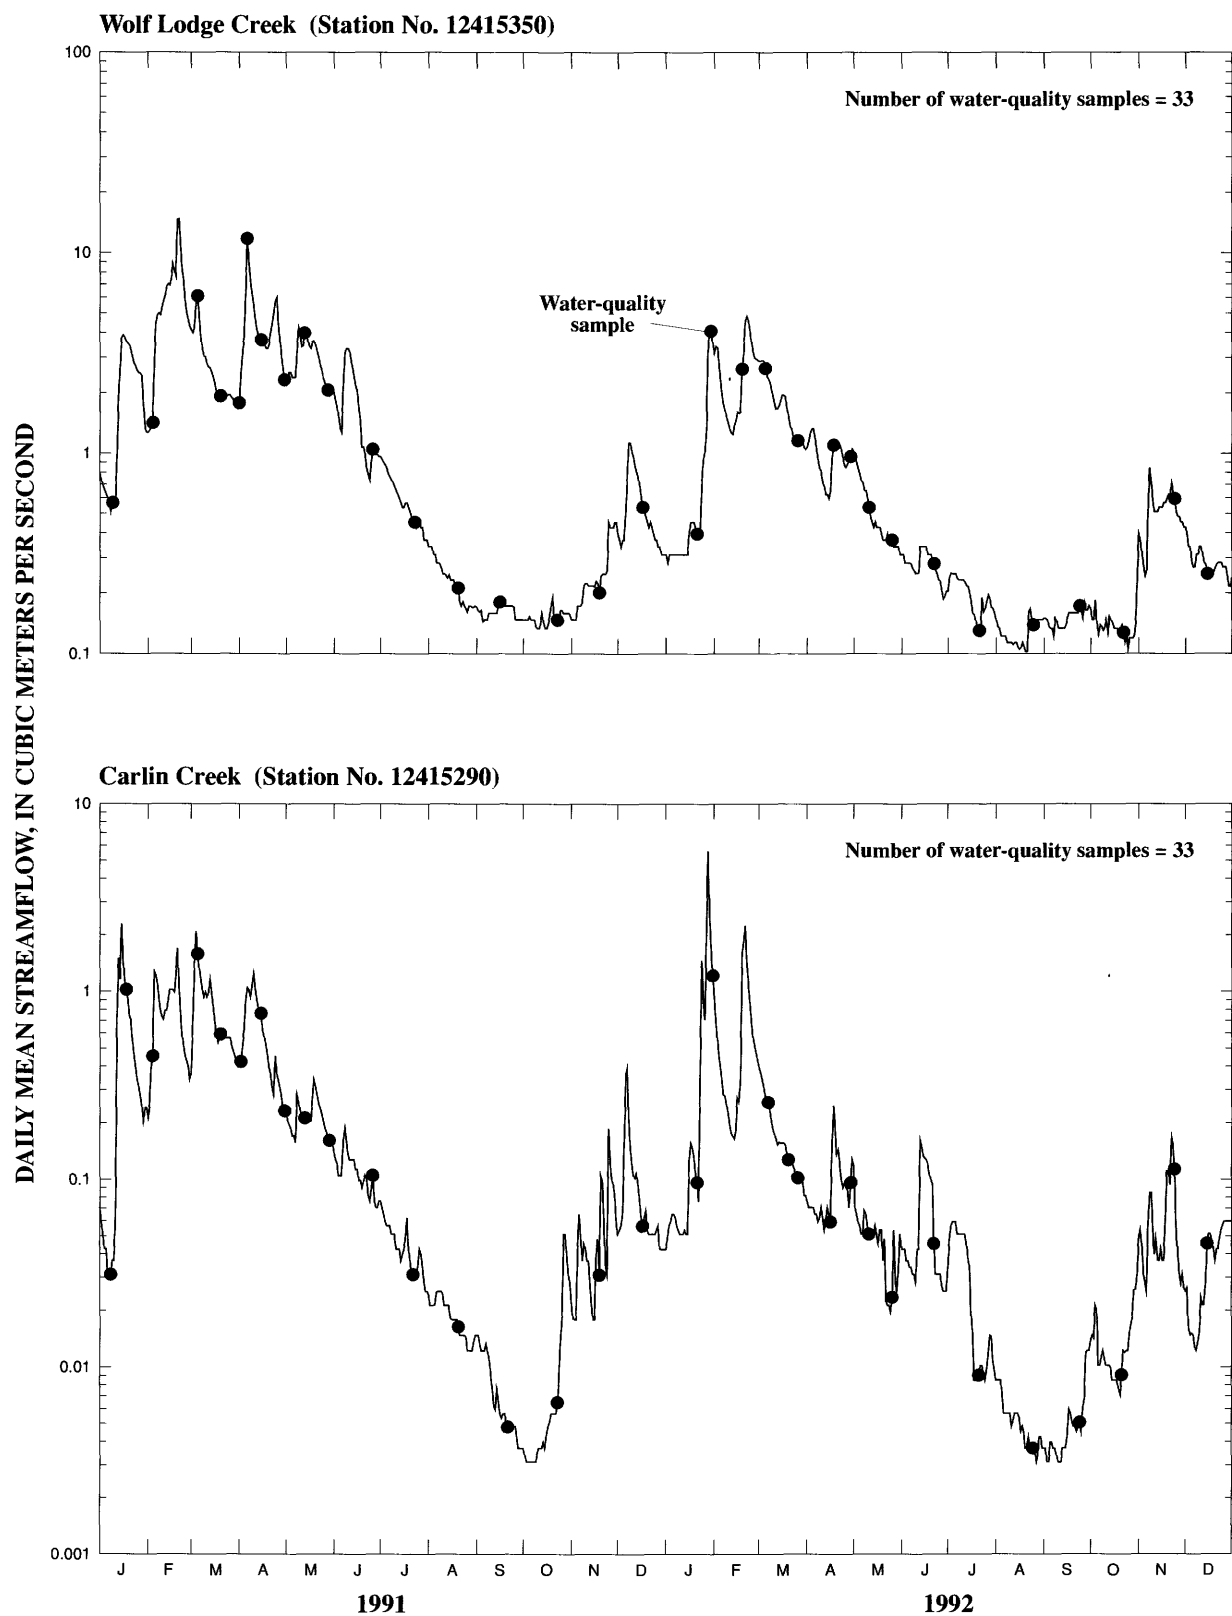 Wolf Lodge Creek (Station No. 12415350)
100
Number of water-quality samples = 33
10
Water-quality
sample
1
0.1
DAILY MEAN STREAMFLOW, IN CUBIC METERS PER SECOND
Carlin Creek (Station No. 12415290)
10
Number of water-quality samples = 33
1
0.1
0.01
0.001
J F M A M J J A S O N D J F M A M J J A S O N D
1991 1992